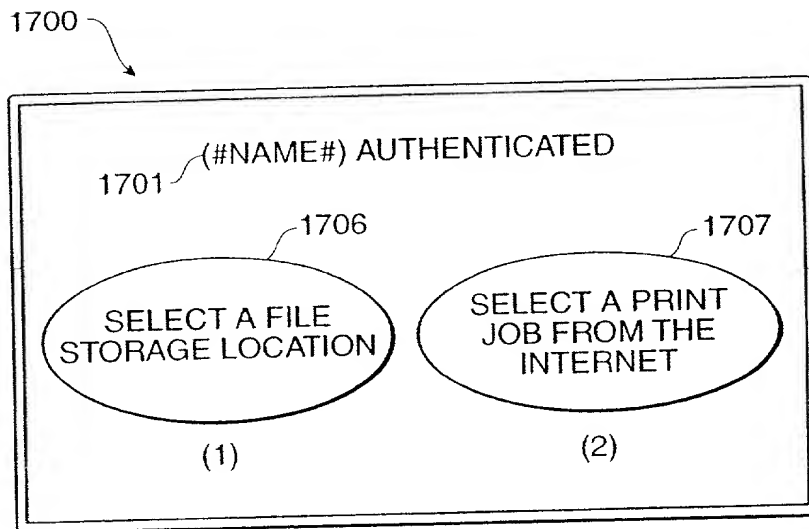 1700
(#NAME#) AUTHENTICATED
1701
1706
1707
SELECT A FILE
STORAGE LOCATION
SELECT A PRINT
JOB FROM THE
INTERNET
(1)
(2)